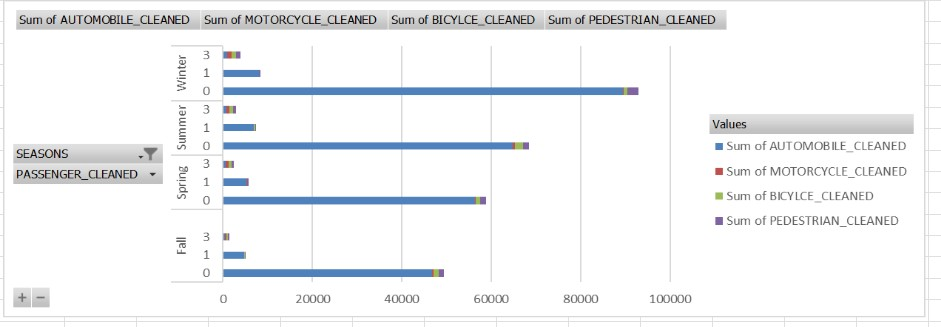 Sum of AUTOMOBILE_CLEANED Sum of MOTORCYCLE_CLEANED Sum of BICYLCE_CLEANED Sum of PEDESTRIAN_CLEANED
Winter
3
1
0
Summer
3
1
0
Spring
3
1
0
Fall
3
1
0
0 20000 40000 60000 80000 100000
SEASONS
PASSENGER_CLEANED
Values
Sum of AUTOMOBILE_CLEANED
Sum of MOTORCYCLE_CLEANED
Sum of BICYLCE_CLEANED
Sum of PEDESTRIAN_CLEANED
+ −